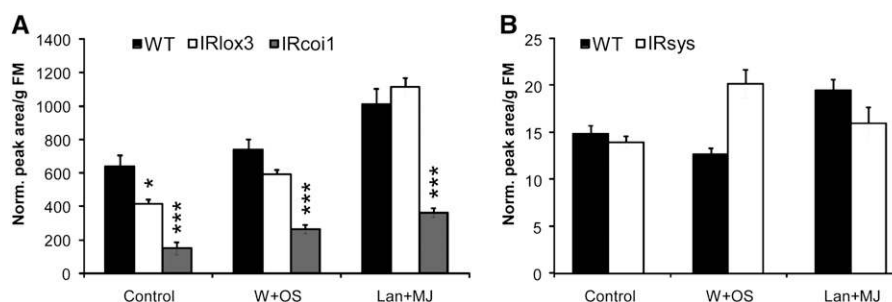 A
WT IRlox3 IRcoi1
Norm. peak area/g FM
1400
1200
1000
800
600
400
200
0
*
***
***
***
Control W+OS Lan+MJ
B
WT IRsys
Norm. peak area/g FM
25
20
15
10
5
0
Control W+OS Lan+MJ